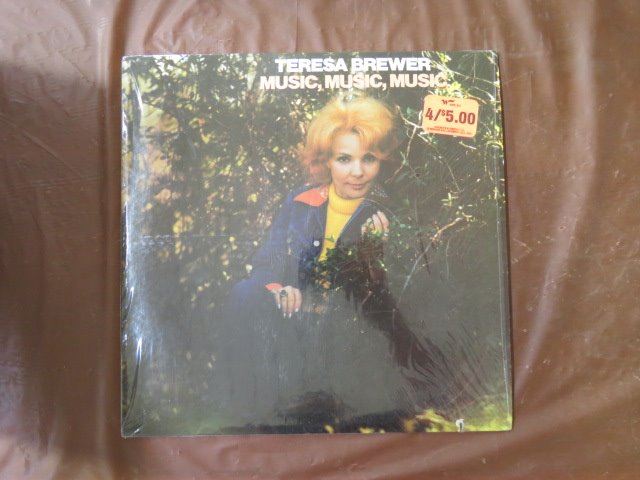 TERESA BREWER
MUSIC, MUSIC, MUSIC
4/$5.00